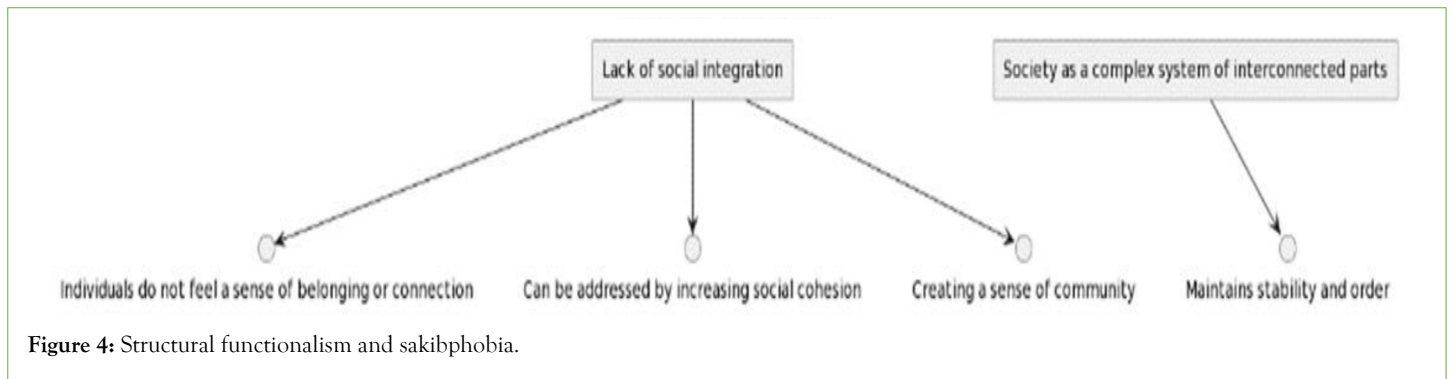 Lack of social integration
Society as a complex system of interconnected parts
Individuals do not feel a sense of belonging or connection
Can be addressed by increasing social cohesion
Creating a sense of community
Maintains stability and order
Figure 4: Structural functionalism and sakibphobia.